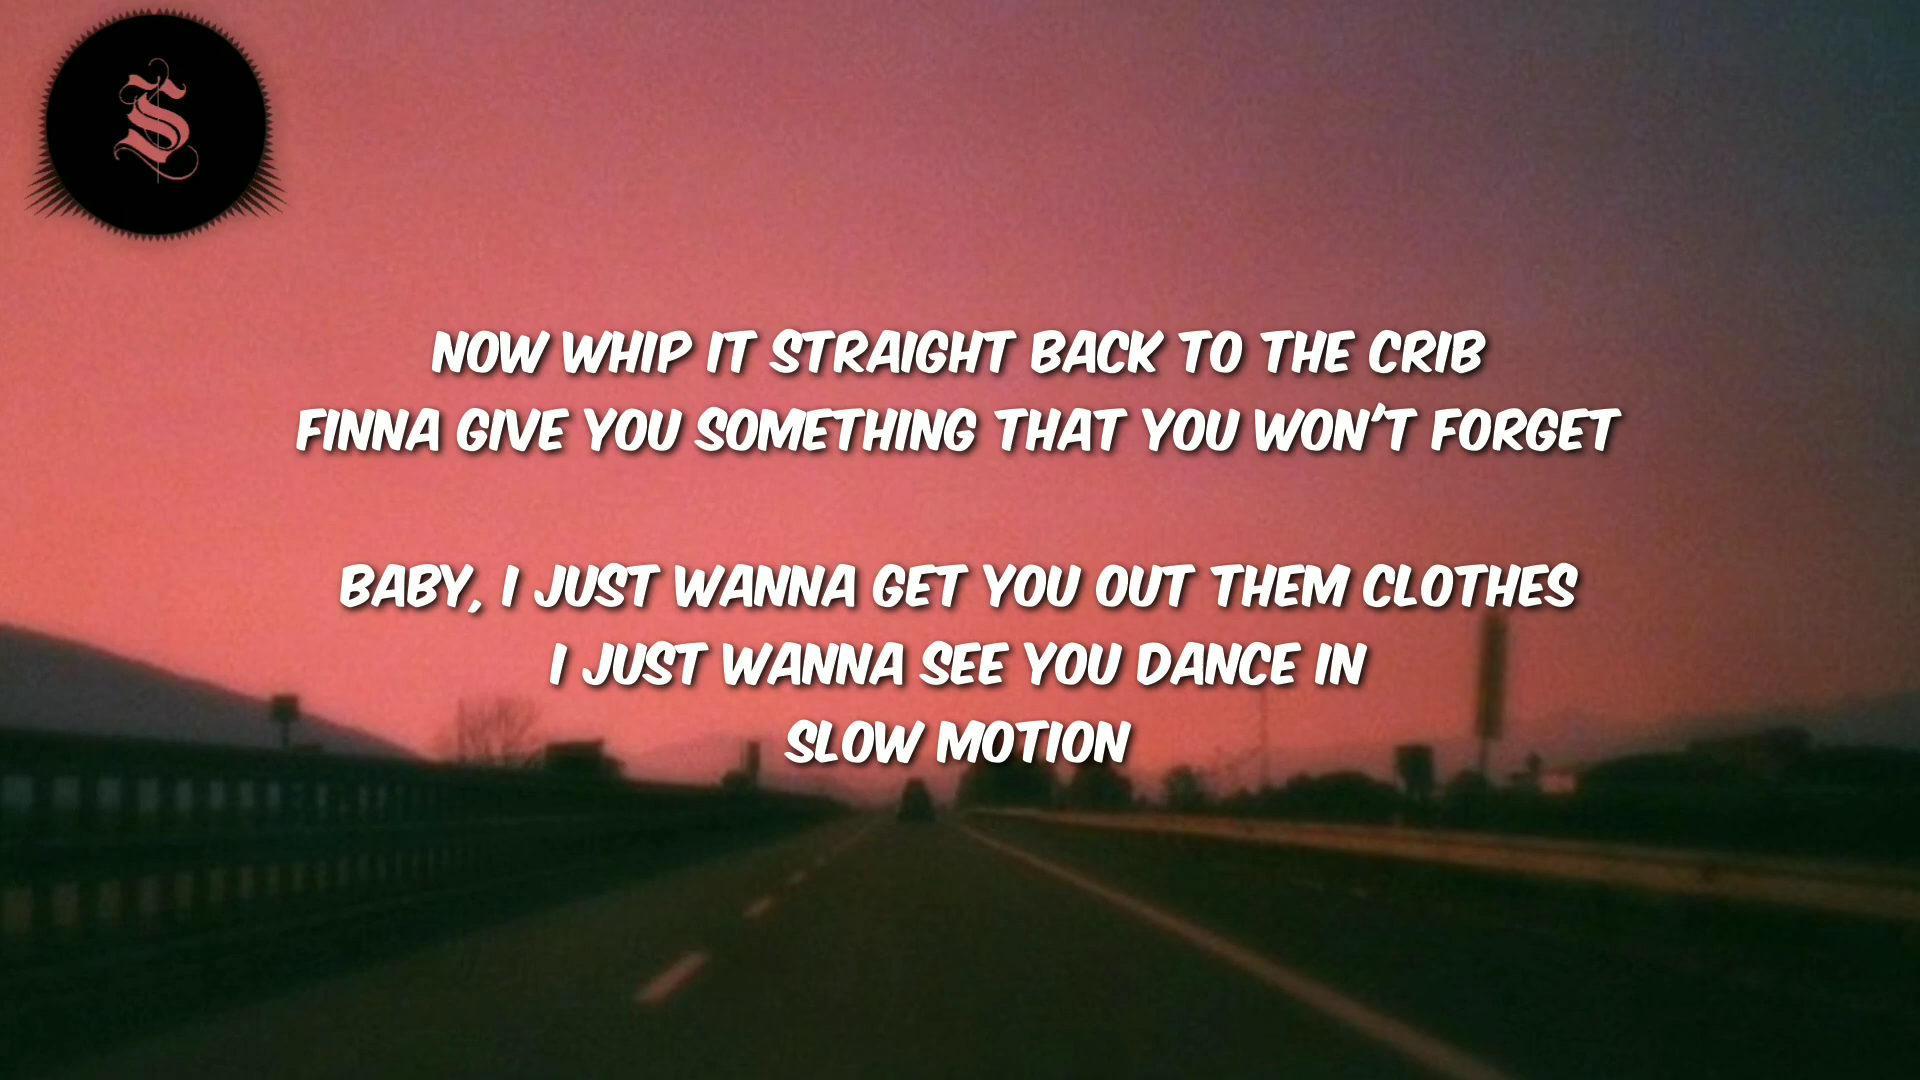 S
NOW WHIP IT STRAIGHT BACK TO THE CRIB
FINNA GIVE YOU SOMETHING THAT YOU WON'T FORGET
BABY, I JUST WANNA GET YOU OUT THEM CLOTHES
I JUST WANNA SEE YOU DANCE IN
SLOW MOTION